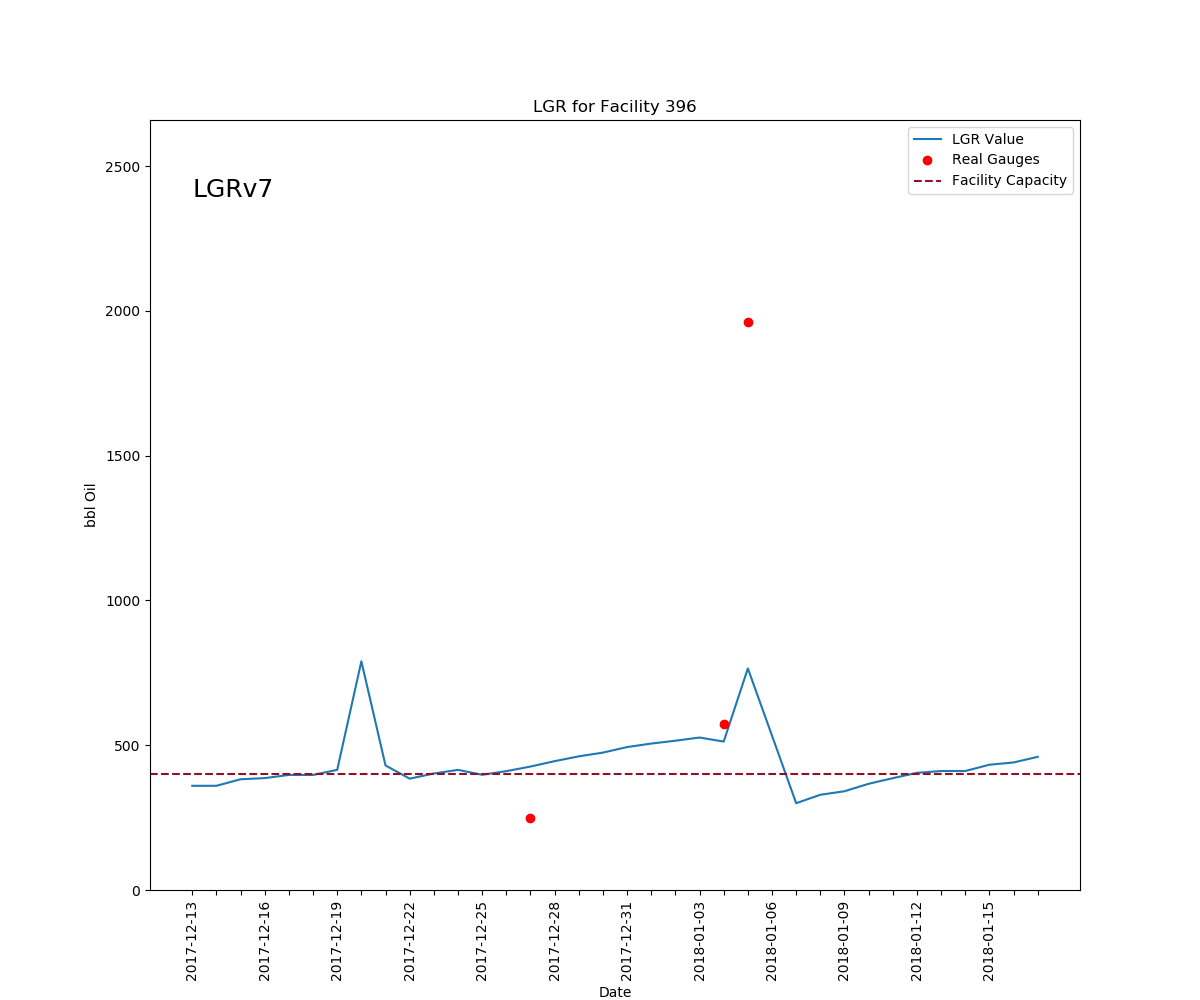 LGR for Facility 396
LGRv7
LGR Value
Real Gauges
Facility Capacity
2500
2000
1500
1000
500
0
bbl Oil
2017-12-13
2017-12-16
2017-12-19
2017-12-22
2017-12-25
2017-12-28
2017-12-31
2018-01-03
2018-01-06
2018-01-09
2018-01-12
2018-01-15
Date